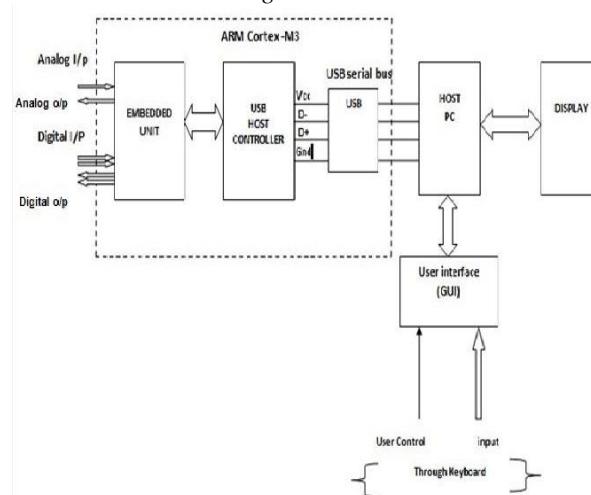 ARM Cortex-M3
Analog I/p
Analog o/p
Digital I/P
Digital o/p
EMBEDDED
UNIT
USB
HOST
CONTROLLER
Vcc
D-
D+
Gnd
USB serial bus
USB
HOST
PC
DISPLAY
User interface
(GUI)
User Control
input
Through Keyboard